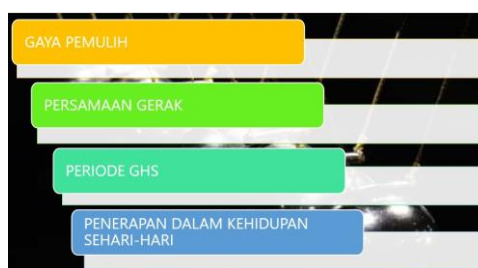 GAYA PEMULIH
PERSAMAAN GERAK
PERIODE GHS
PENERAPAN DALAM KEHIDUPAN
SEHARI-HARI